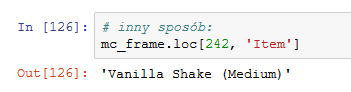 In [126]: # inny sposób:
mc_frame.loc[242, 'Item']
Out[126]: 'Vanilla Shake (Medium)'